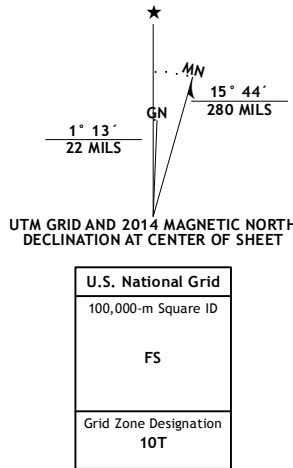 ★
MN
GN
15° 44´
280 MILS
1° 13´
22 MILS
UTM GRID AND 2014 MAGNETIC NORTH
DECLINATION AT CENTER OF SHEET
U.S. National Grid
100,000-m Square ID
FS
Grid Zone Designation
10T